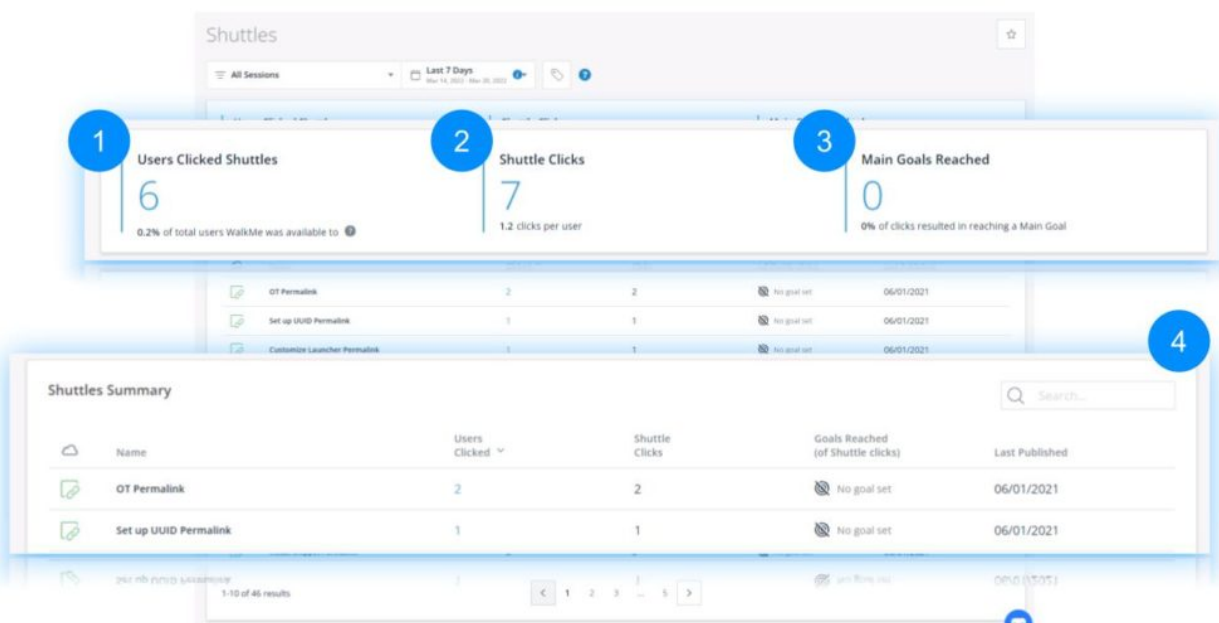 Shuttles
All Sessions
Last 7 Days
Mar 14, 2022 - Mar 20, 2022
?
1
2
3
Users Clicked Shuttles
Shuttle Clicks
Main Goals Reached
6
7
0
0.2% of total users WalkMe was available to ?
1.2 clicks per user
0% of clicks resulted in reaching a Main Goal
OT Permalink 2 2 No goal set 06/01/2021
Set up UUID Permalink 1 1 No goal set 06/01/2021
Customize Launcher Permalink 1 1 No goal set 06/01/2021
4
Shuttles Summary
Search...
Name
Users Clicked
Shuttle Clicks
Goals Reached (of Shuttle clicks)
Last Published
OT Permalink 2 2 No goal set 06/01/2021
Set up UUID Permalink 1 1 No goal set 06/01/2021
1-10 of 46 results
< 1 2 3 ... 5 >